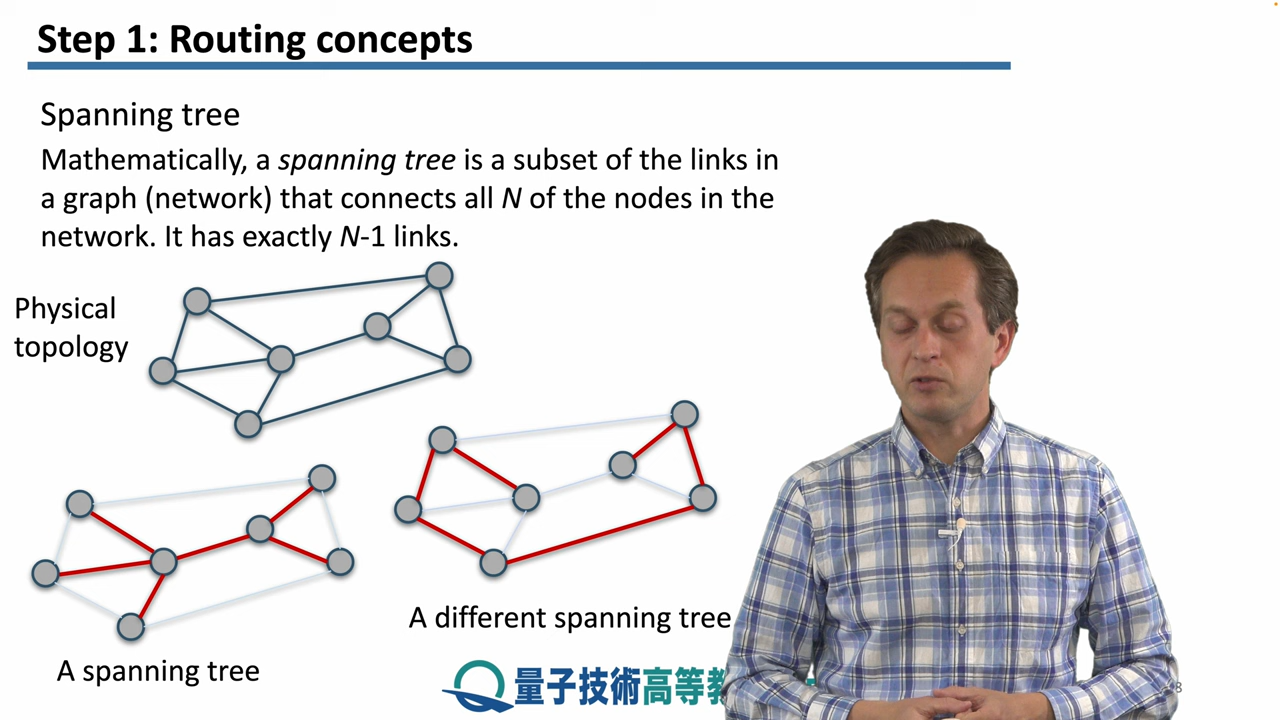 Step 1: Routing concepts
Spanning tree
Mathematically, a spanning tree is a subset of the links in
a graph (network) that connects all N of the nodes in the
network. It has exactly N-1 links.
Physical
topology
A different spanning tree
A spanning tree
量子技術高等教
8